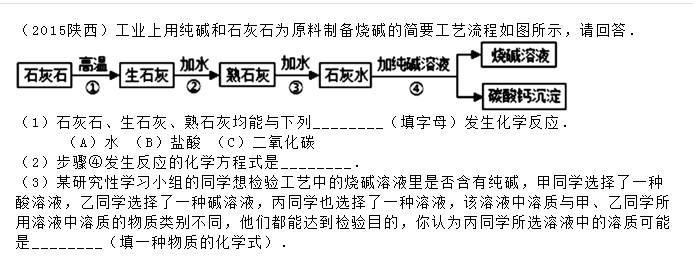 （2015陕西）工业上用纯碱和石灰石为原料制备烧碱的简要工艺流程如图所示，请回答．
石灰石 高温 ① 生石灰 加水 ② 熟石灰 加水 ③ 石灰水 加纯碱溶液 ④ 烧碱溶液
碳酸钙沉淀
（1）石灰石、生石灰、熟石灰均能与下列________（填字母）发生化学反应．
（A）水 （B）盐酸 （C）二氧化碳
（2）步骤④发生反应的化学方程式是________．
（3）某研究性学习小组的同学想检验工艺中的烧碱溶液里是否含有纯碱，甲同学选择了一种
酸溶液，乙同学选择了一种碱溶液，丙同学也选择了一种溶液，该溶液中溶质与甲、乙同学所
用溶液中溶质的物质类别不同，他们都能达到检验目的，你认为丙同学所选溶液中的溶质可能
是________（填一种物质的化学式）．